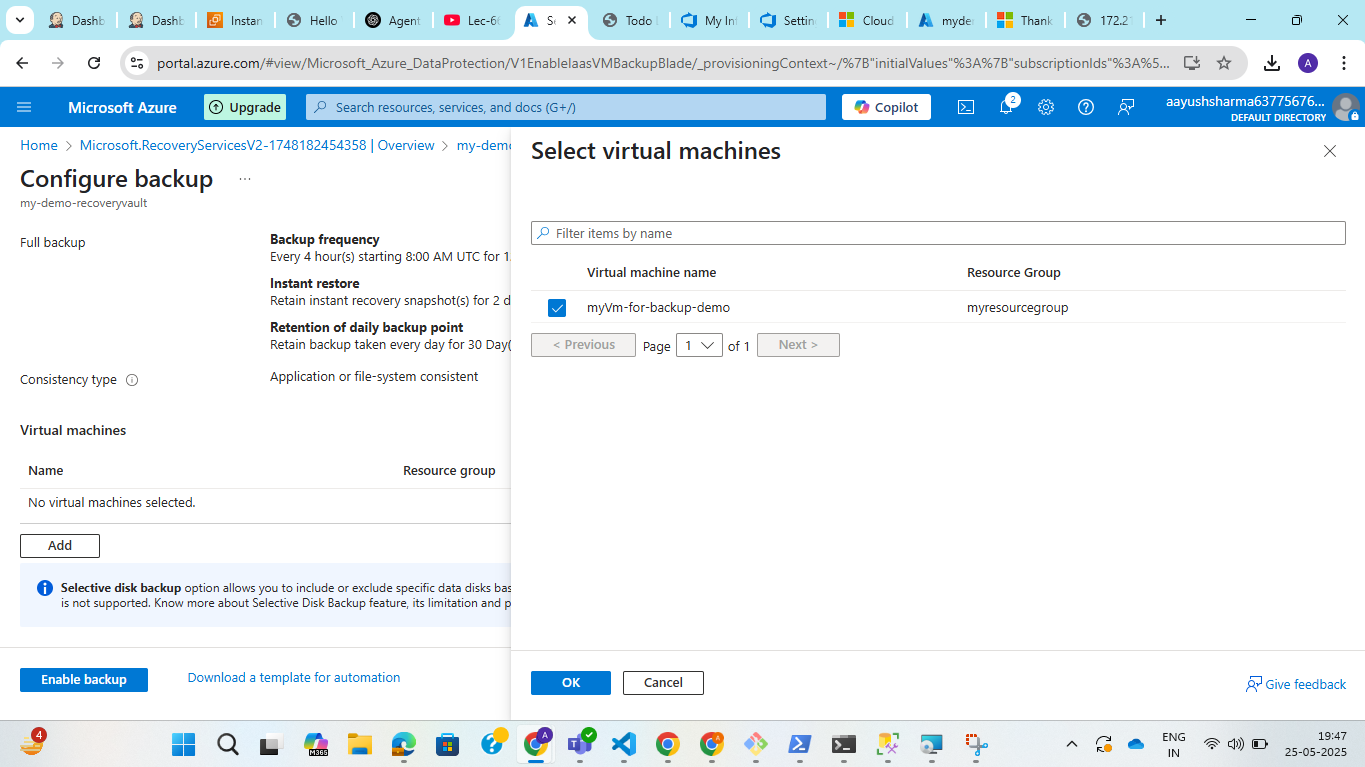 Dashb
Dashb
Instan
Hello
Agent
Lec-6
Se
Todo
My In
Settin
Cloud
myde
Thank
172.2
portal.azure.com/#view/Microsoft_Azure_DataProtection/V1EnableIaasVMBackupBlade/_provisioningContext~/%7B"initialValues"%3A%7B"subscriptionIds"%3A%5...
A
Microsoft Azure
Upgrade
Search resources, services, and docs (G+/)
Copilot
2
aayushsharma63775676...
DEFAULT DIRECTORY
Home > Microsoft.RecoveryServicesV2-1748182454358 | Overview > my-demo
Configure backup ...
my-demo-recoveryvault
Full backup
Backup frequency
Every 4 hour(s) starting 8:00 AM UTC for 1
Instant restore
Retain instant recovery snapshot(s) for 2 d
Retention of daily backup point
Retain backup taken every day for 30 Day(
Consistency type
Application or file-system consistent
Virtual machines
Name Resource group
No virtual machines selected.
Add
Selective disk backup option allows you to include or exclude specific data disks bas
is not supported. Know more about Selective Disk Backup feature, its limitation and p
Enable backup
Download a template for automation
Select virtual machines
Filter items by name
Virtual machine name Resource Group
myVm-for-backup-demo myresourcegroup
< Previous Page 1 of 1 Next >
OK
Cancel
Give feedback
4
M365
A
ENG
IN
19:47
25-05-2025